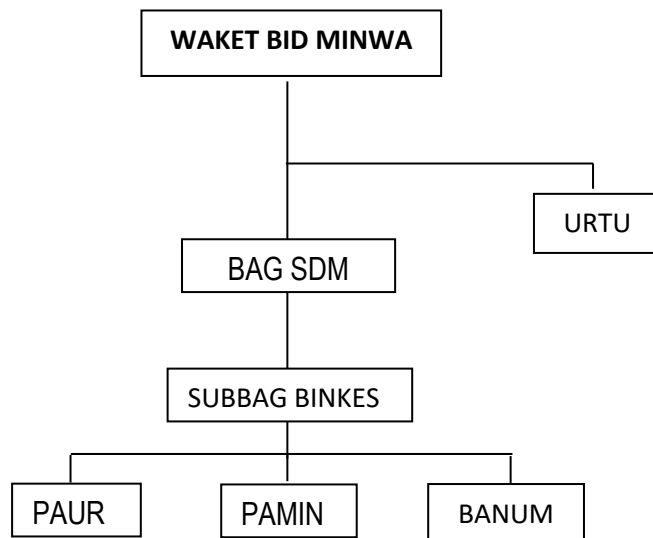 WAKET BID MINWA
URTU
BAG SDM
SUBBAG BINKES
PAUR
PAMIN
BANUM